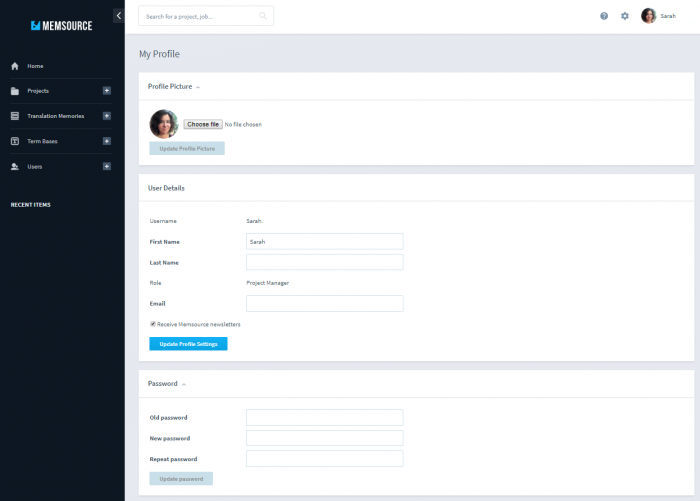 MEMSOURCE
Search for a project, job...
Sarah
Home
Projects
Translation Memories
Term Bases
Users
RECENT ITEMS
My Profile
Profile Picture
Choose file No file chosen
Update Profile Picture
User Details
Username Sarah.
First Name Sarah
Last Name
Role Project Manager
Email
Receive Memsource newsletters
Update Profile Settings
Password
Old password
New password
Repeat password
Update password